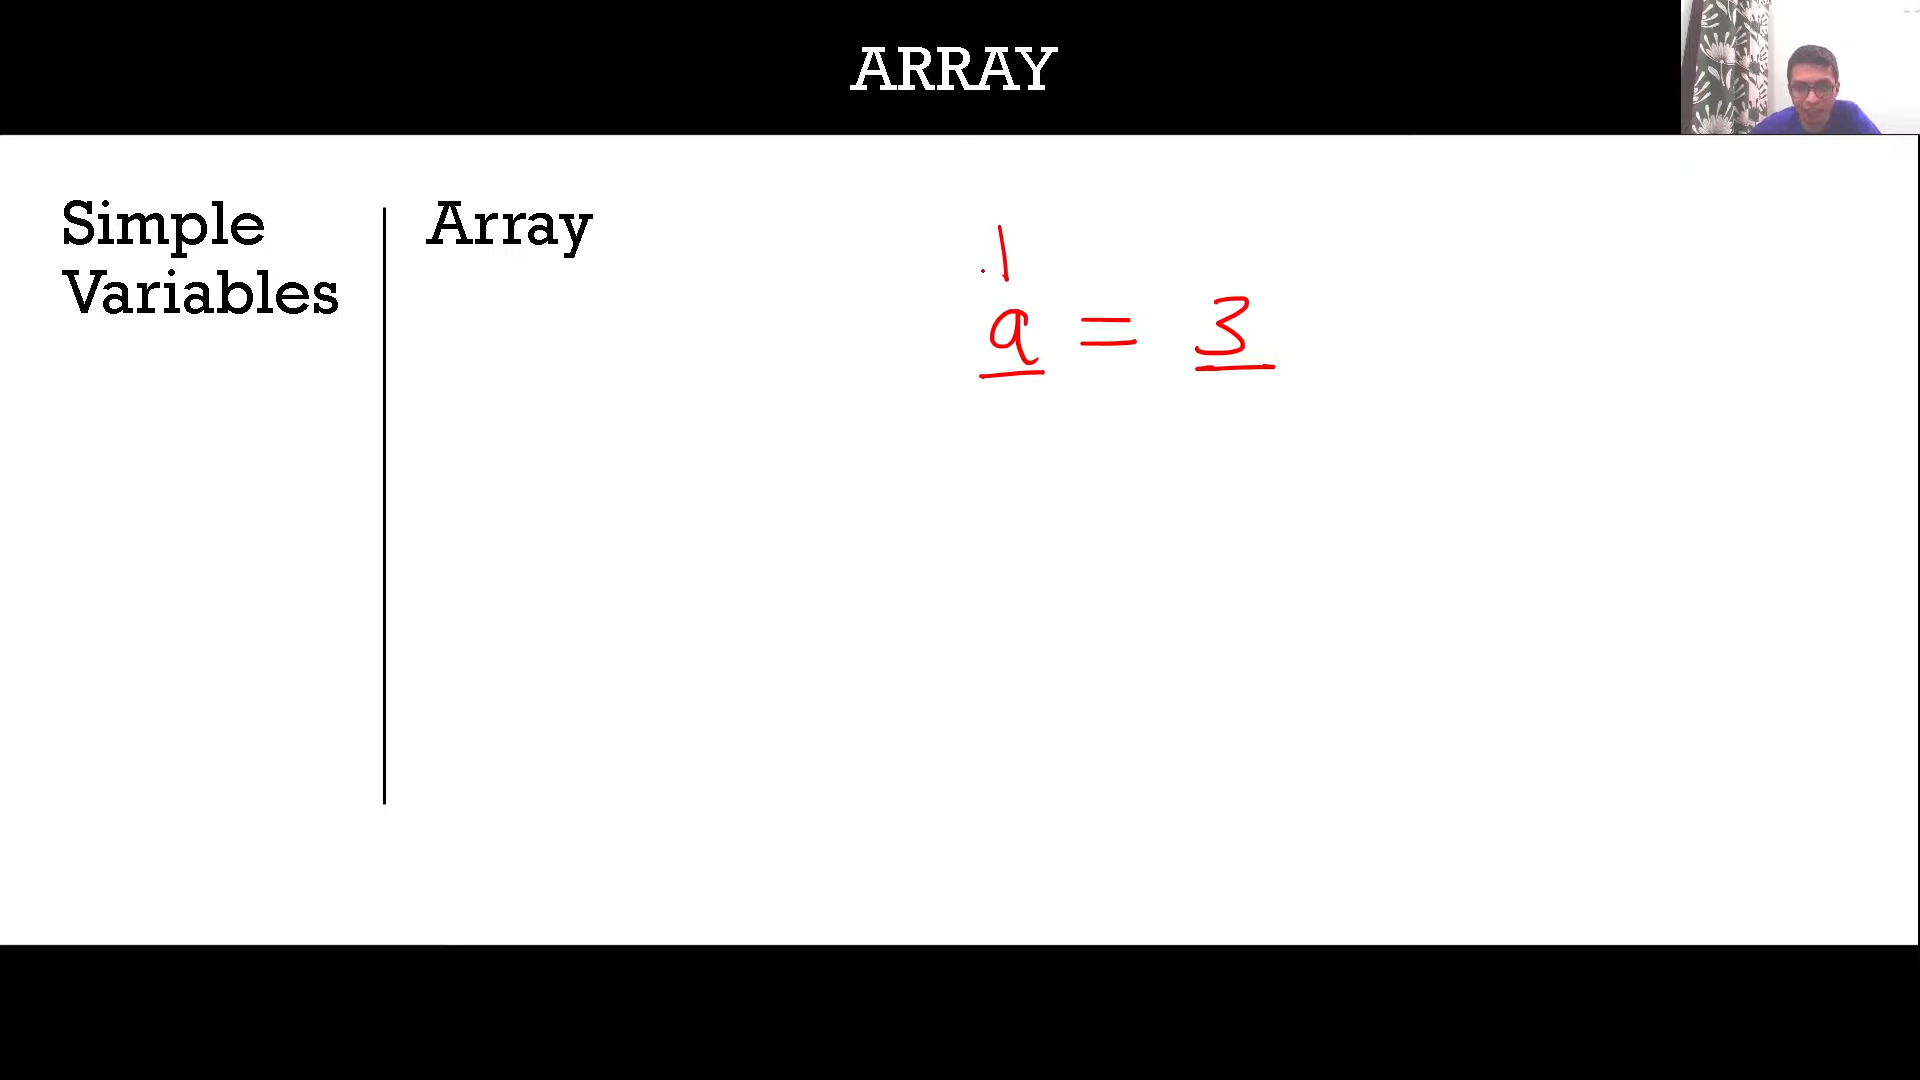 ARRAY
Simple
Variables
Array
1
a = 3